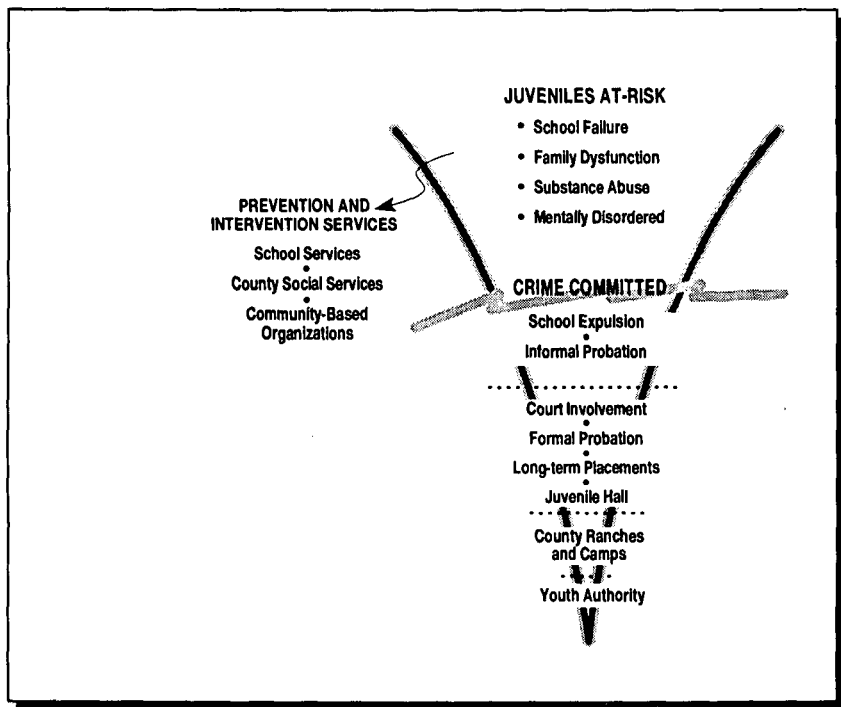 JUVENILES AT-RISK
• School Failure
• Family Dysfunction
• Substance Abuse
• Mentally Disordered
PREVENTION AND
INTERVENTION SERVICES
School Services
•
County Social Services
•
Community-Based
Organizations
CRIME COMMITTED
School Expulsion
•
Informal Probation
Court Involvement
•
Formal Probation
•
Long-term Placements
•
Juvenile Hall
County Ranches
and Camps
Youth Authority